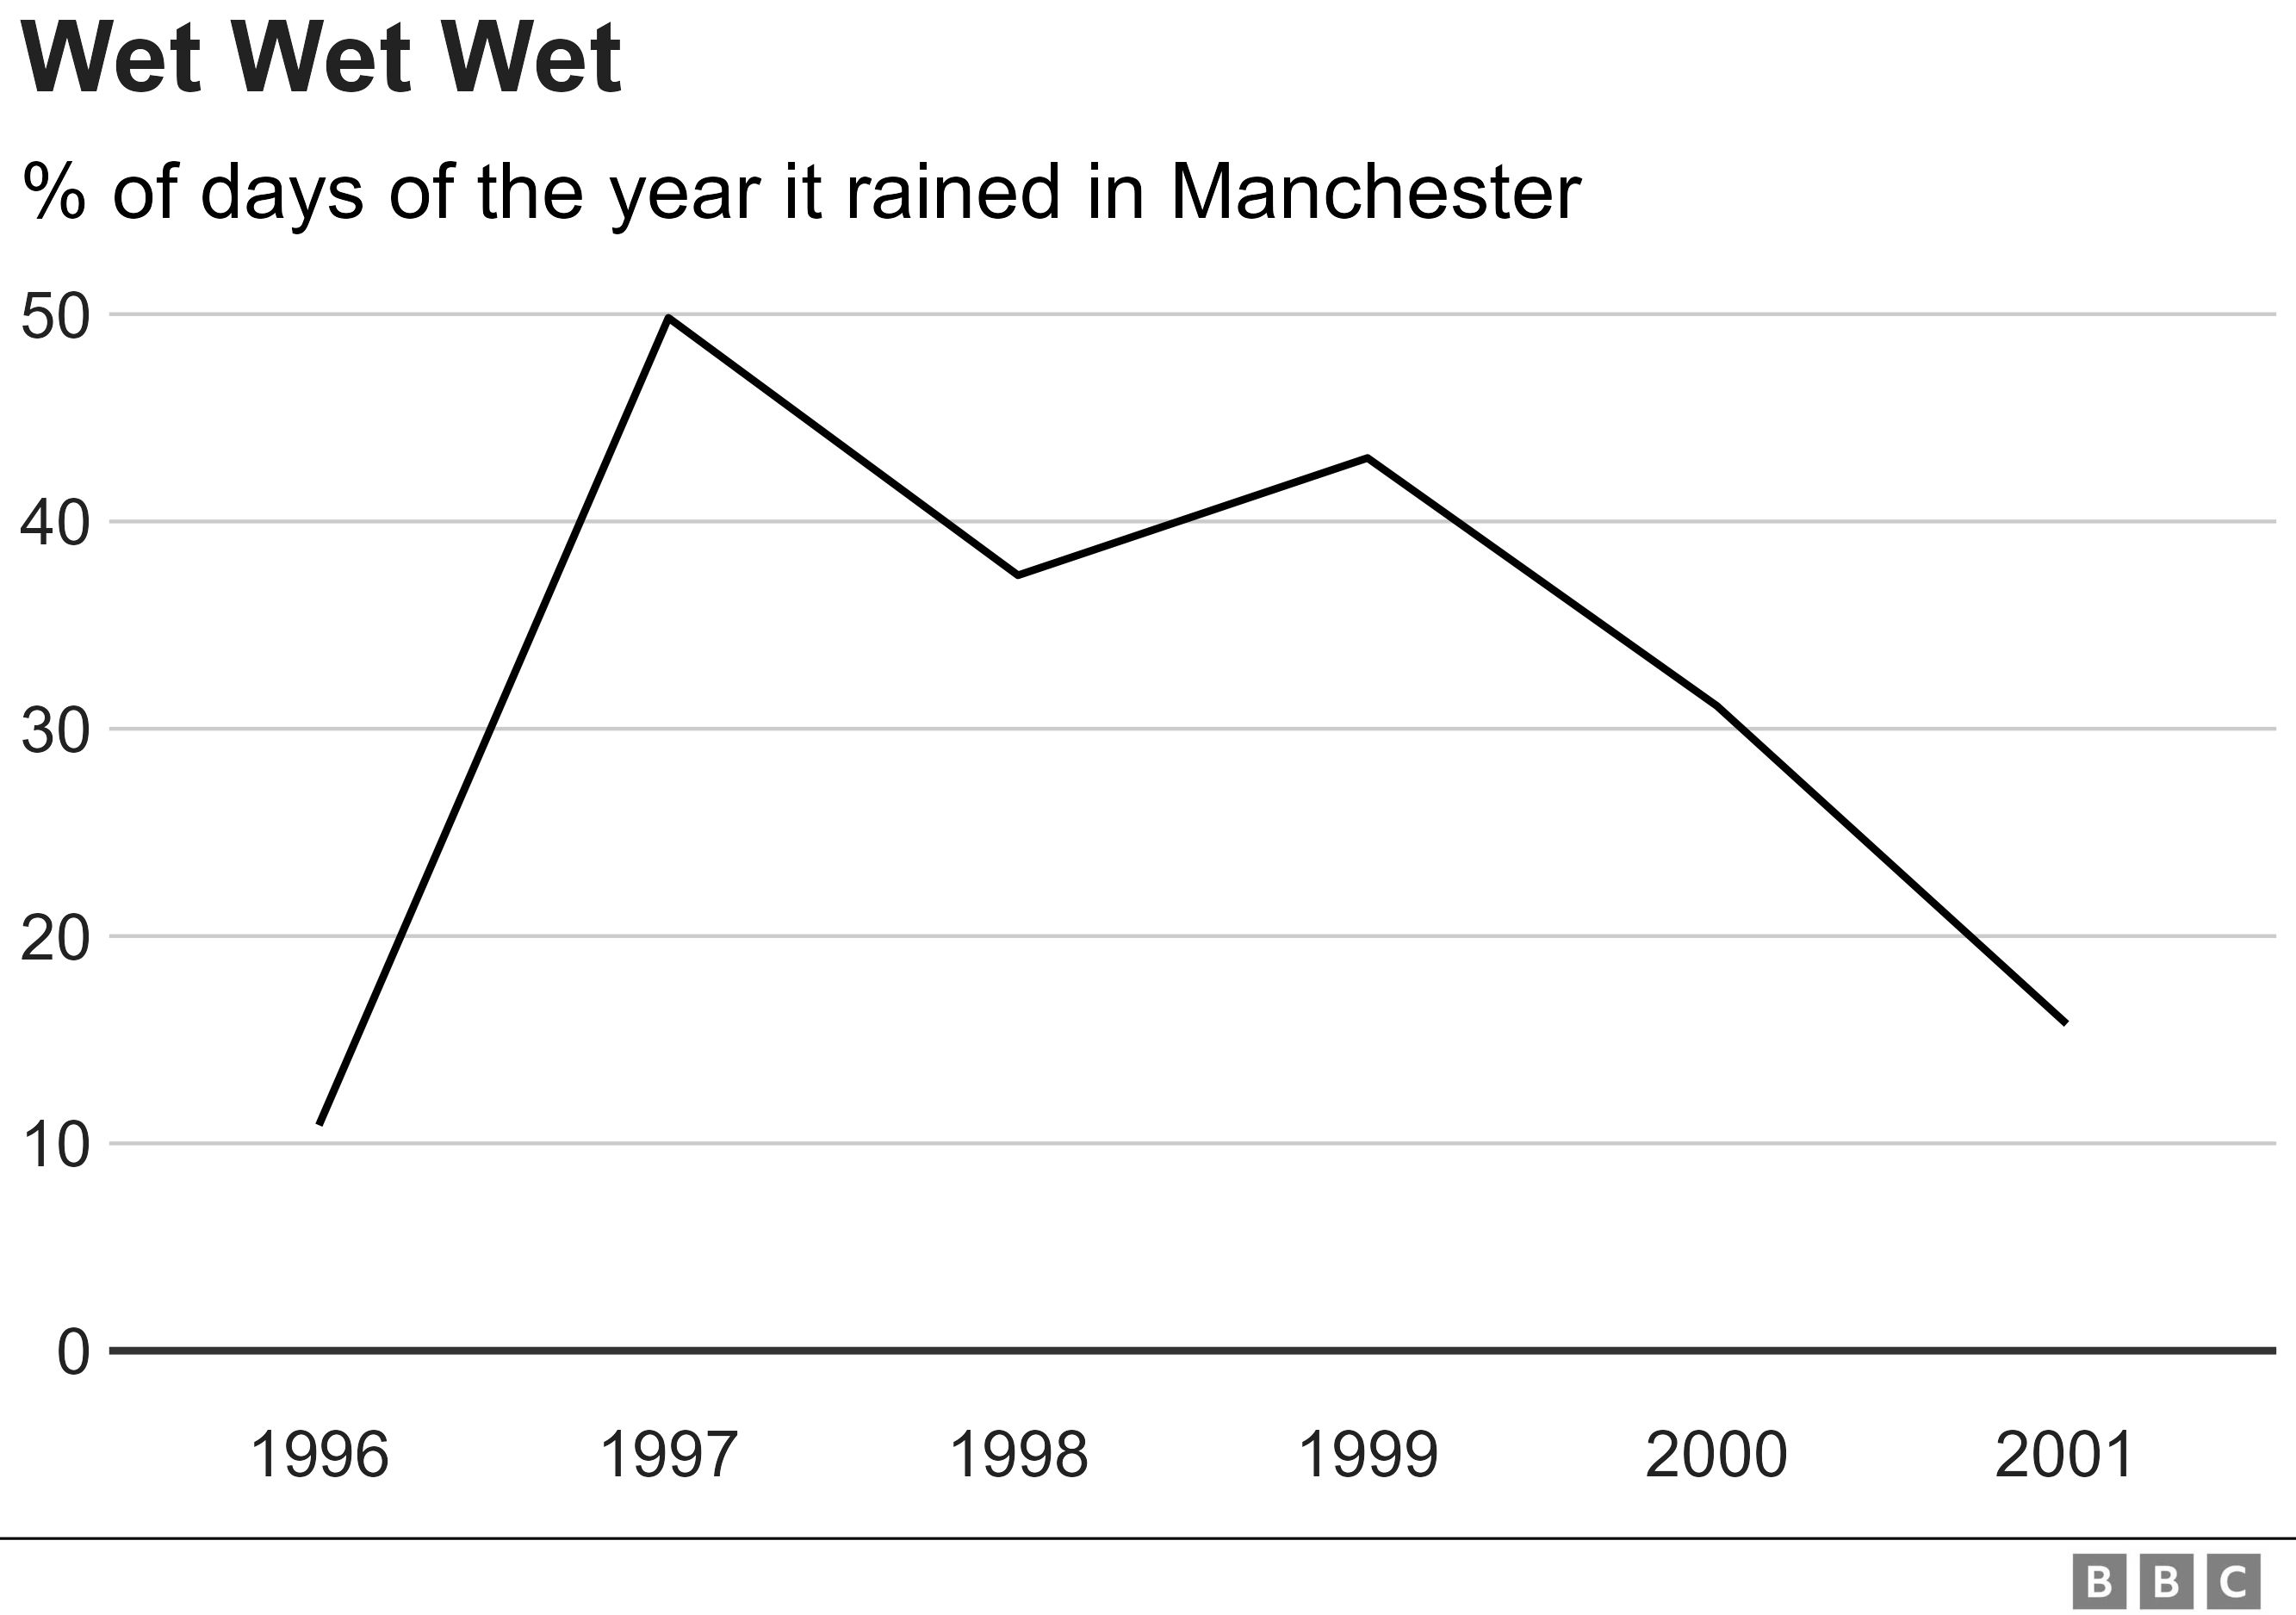 Wet Wet Wet
% of days of the year it rained in Manchester
50
40
30
20
10
0
1996 1997 1998 1999 2000 2001
BBC